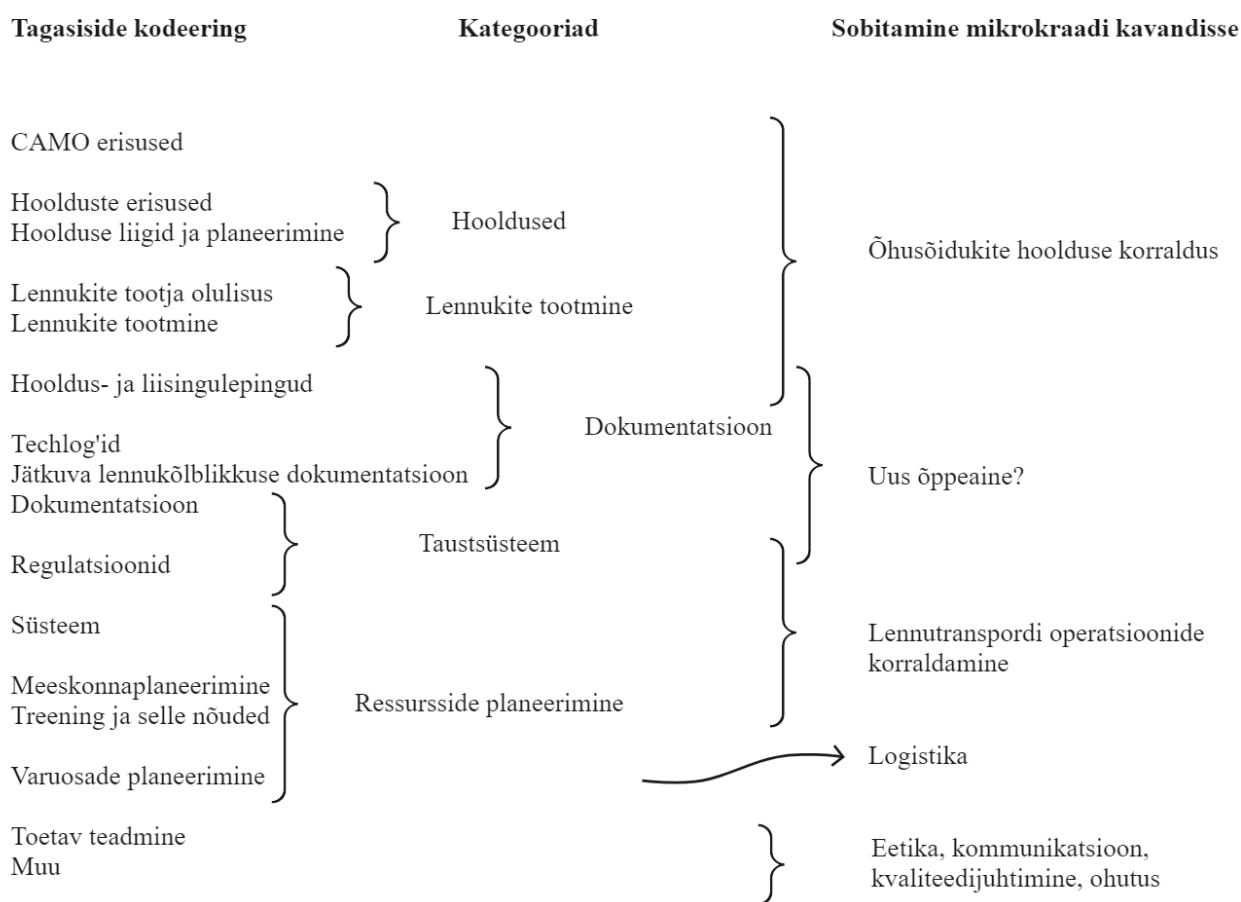 Tagasiside kodeering
Kategooriad
Sobitamine mikrokraadi kavandisse
CAMO erisused
Hoolduste erisused
Hoolduse liigid ja planeerimine
Hooldused
Õhusõidukite hoolduse korraldus
Lennukite tootja olulisus
Lennukite tootmine
Lennukite tootmine
Hooldus- ja liisingulepingud
Dokumentatsioon
Techlog'id
Jätkuva lennukõlblikkuse dokumentatsioon
Uus õppeaine?
Dokumentatsioon
Taustsüsteem
Regulatsioonid
Süsteem
Lennutranspordi operatsioonide
korraldamine
Meeskonnaplaneerimine
Treening ja selle nõuded
Ressursside planeerimine
Logistika
Varuosade planeerimine
Toetav teadmine
Muu
Eetika, kommunikatsioon,
kvaliteedijuhtimine, ohutus